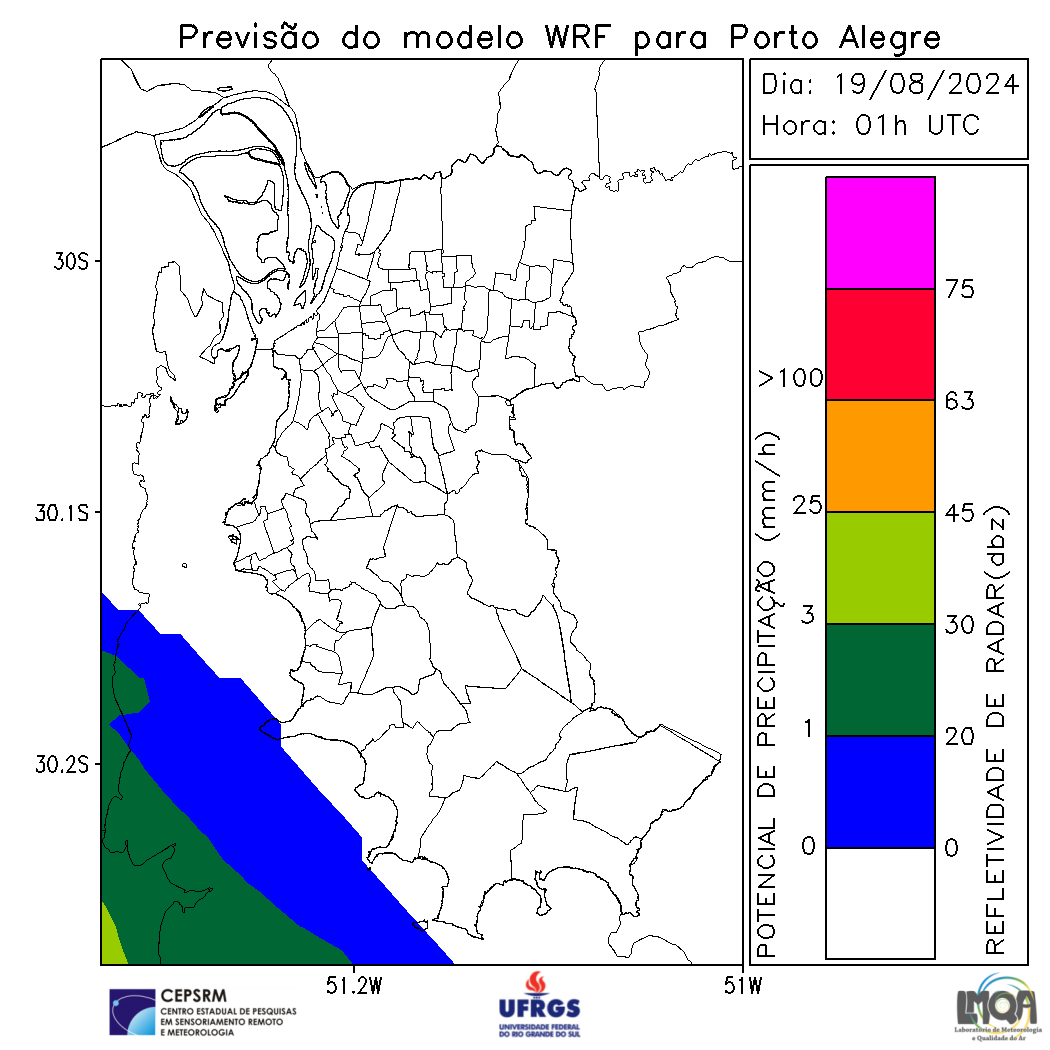 Previsão do modelo WRF para Porto Alegre
Dia: 19/08/2024
Hora: 01h UTC
30S
30.1S
30.2S
51.2W
51W
POTENCIAL DE PRECIPITAÇÃO (mm/h)
>100
25
3
1
0
75
63
45
30
20
0
REFLETIVIDADE DE RADAR(dbz)
CEPSRM
CENTRO ESTADUAL DE PESQUISAS
EM SENSORIAMENTO REMOTO
E METEOROLOGIA
UFRGS
UNIVERSIDADE FEDERAL
DO RIO GRANDE DO SUL
LMQA
Laboratório de Meteorologia
e Qualidade do Ar